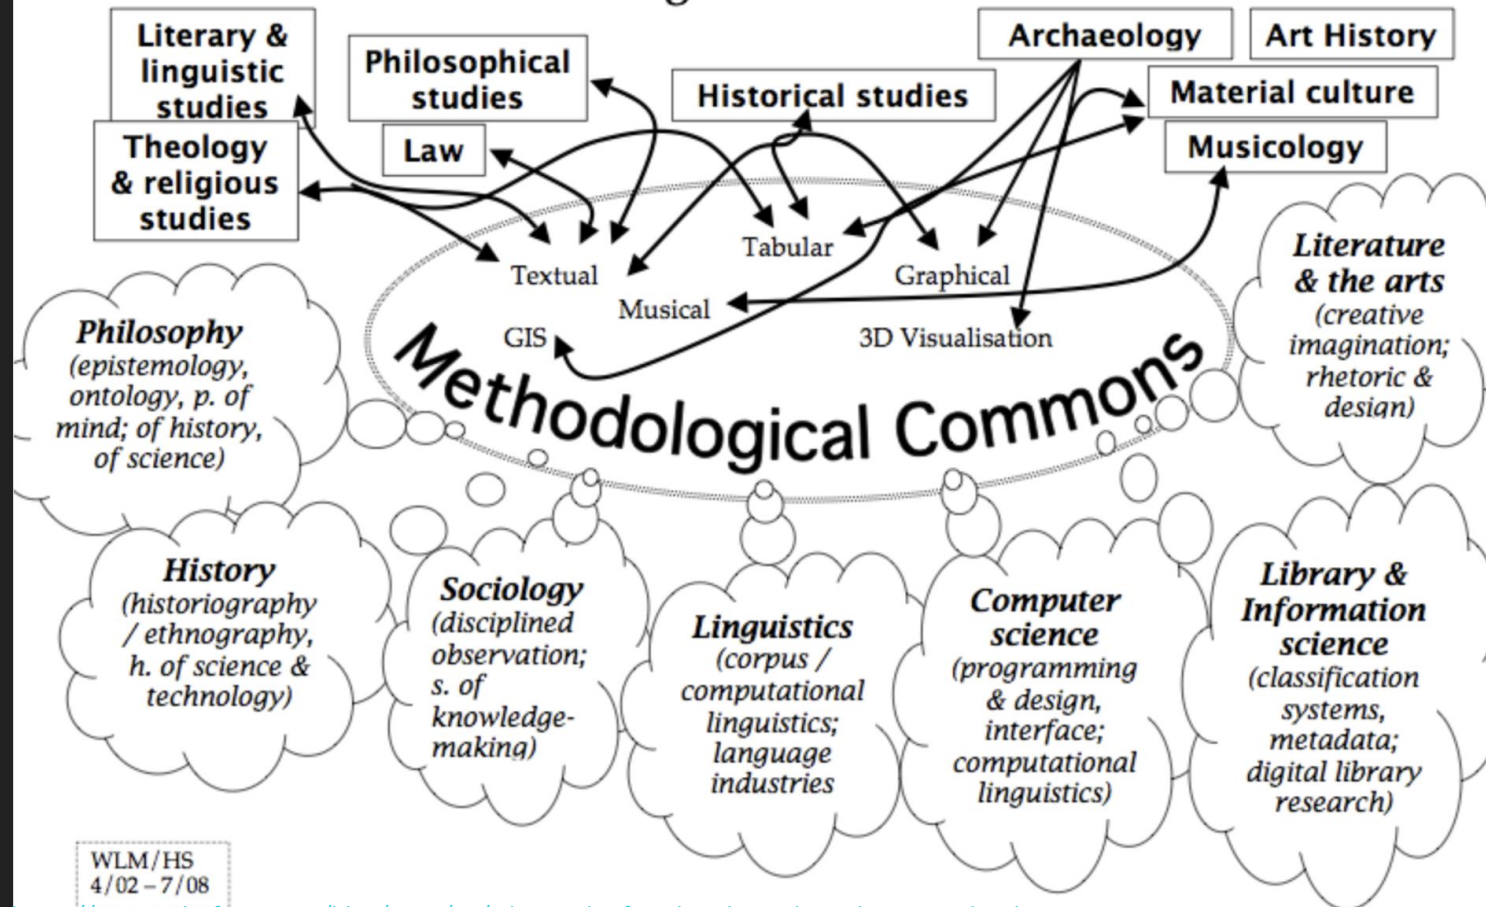 Literary &
linguistic
studies
Theology
& religious
studies
Philosophical
studies
Law
Historical studies
Archaeology
Art History
Material culture
Musicology
Tabular
Textual
Graphical
Musical
GIS
3D Visualisation
Methodological Commons
Philosophy
(epistemology,
ontology, p. of
mind; of history,
of science)
Literature
& the arts
(creative
imagination;
rhetoric &
design)
History
(historiography
/ ethnography,
h. of science &
technology)
Sociology
(disciplined
observation;
s. of
knowledge-
making)
Linguistics
(corpus /
computational
linguistics;
language
industries
Computer
science
(programming
& design,
interface;
computational
linguistics)
Library &
Information
science
(classification
systems,
metadata;
digital library
research)
WLM/HS
4/02 – 7/08